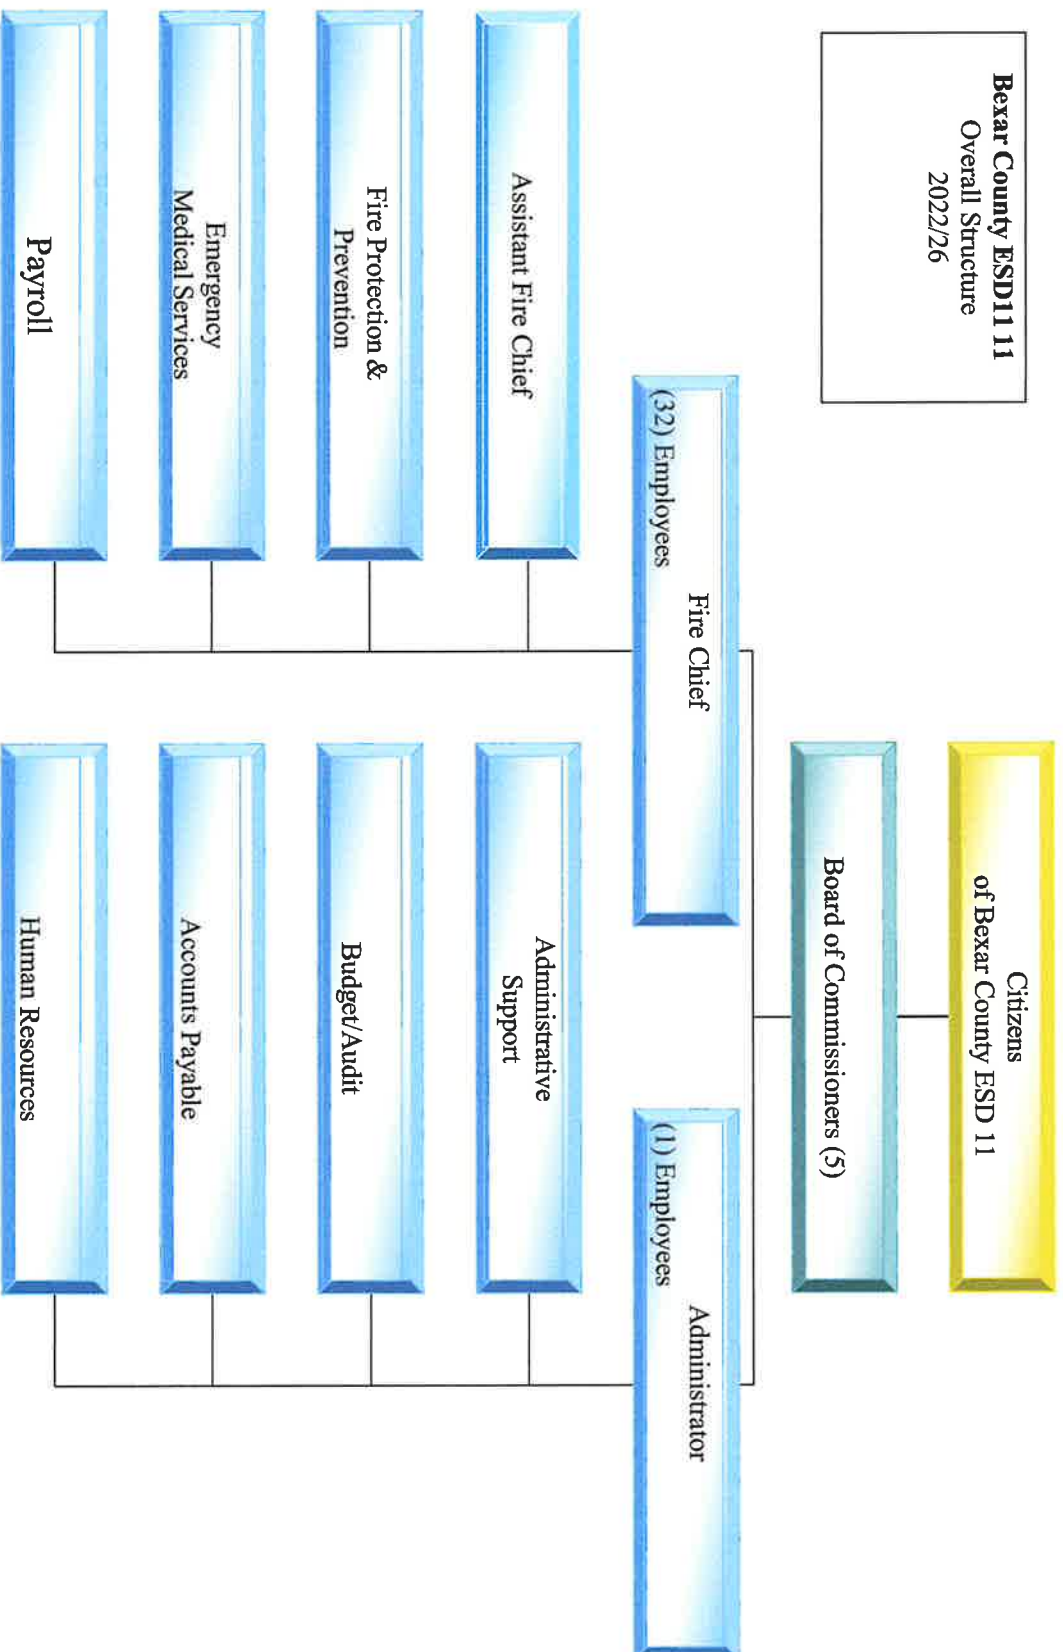 Bexar County ESD11 11
Overall Structure
2022/26
Citizens
of Bexar County ESD 11
Board of Commissioners (5)
Fire Chief
(32) Employees
Administrator
(1) Employees
Assistant Fire Chief
Administrative
Support
Fire Protection &
Prevention
Budget/Audit
Emergency
Medical Services
Accounts Payable
Payroll
Human Resources